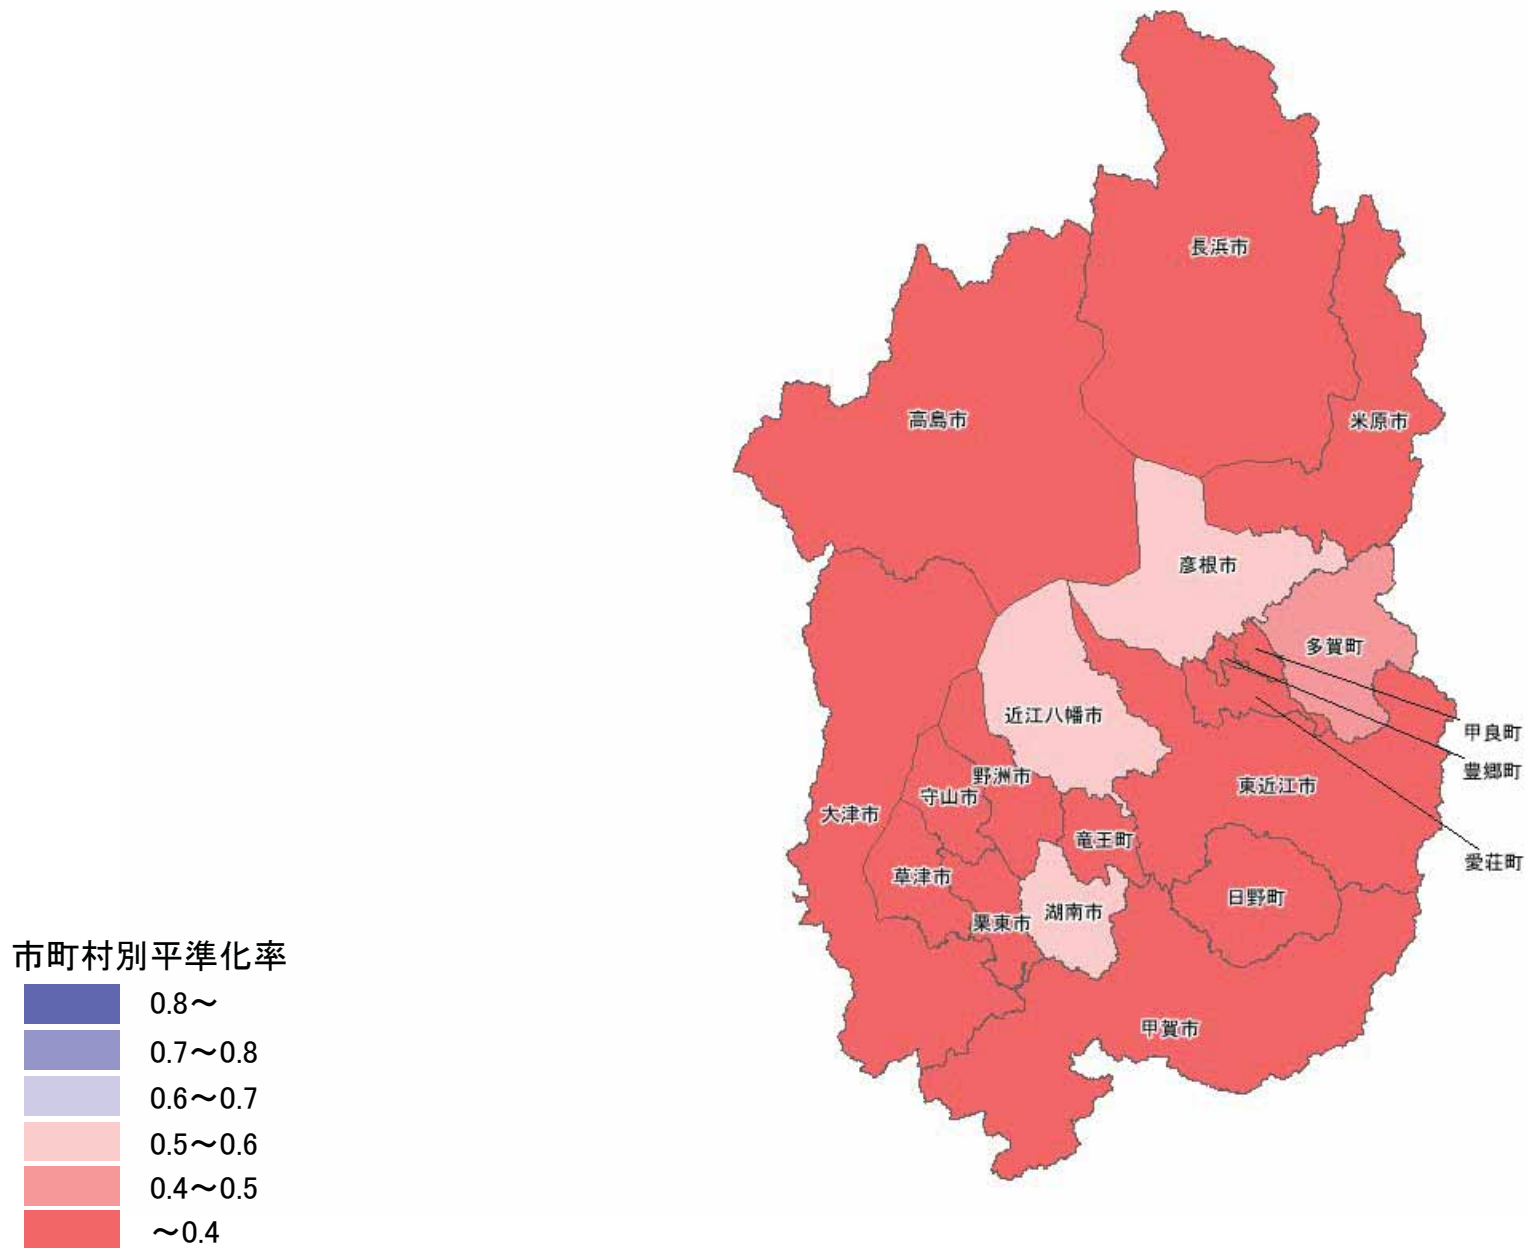 長浜市
高島市
米原市
彦根市
多賀町
近江八幡市
甲良町
豊郷町
野洲市
守山市
東近江市
大津市
竜王町
愛荘町
草津市
日野町
湖南市
栗東市
甲賀市
市町村別平準化率
0.8～
0.7～0.8
0.6～0.7
0.5～0.6
0.4～0.5
～0.4